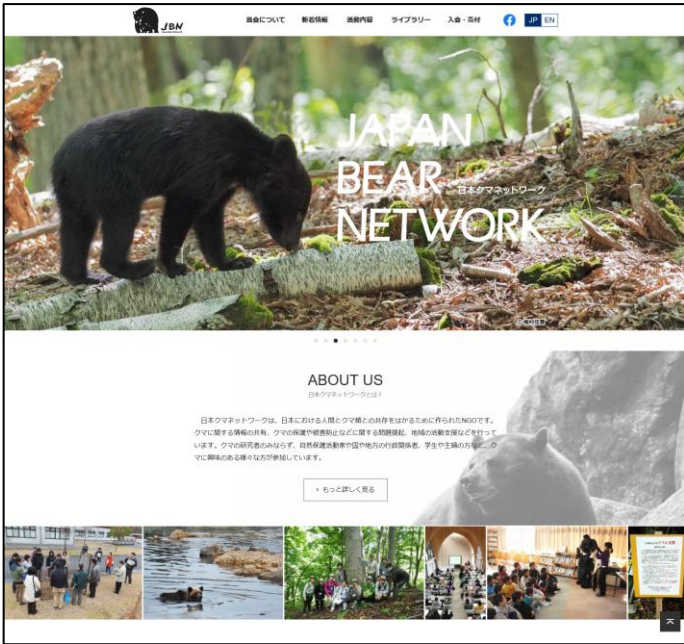 JBN
当会について 新着情報 活動内容 ライブラリー 入会・寄付 JP EN
JAPAN
BEAR 日本クマネットワーク
NETWORK
ABOUT US
日本クマネットワークとは？
日本クマネットワークは、日本における人間とクマ類との共存をはかるために作られたNGOです。
クマに関する情報の共有、クマの保護や被害防止などに関する問題提起、地域の活動支援などを行って
います。クマの研究者のみならず、自然保護活動家や国や地方の行政関係者、学生や主婦の方など、ク
マに興味のある様々な方が参加しています。
> もっと詳しく見る